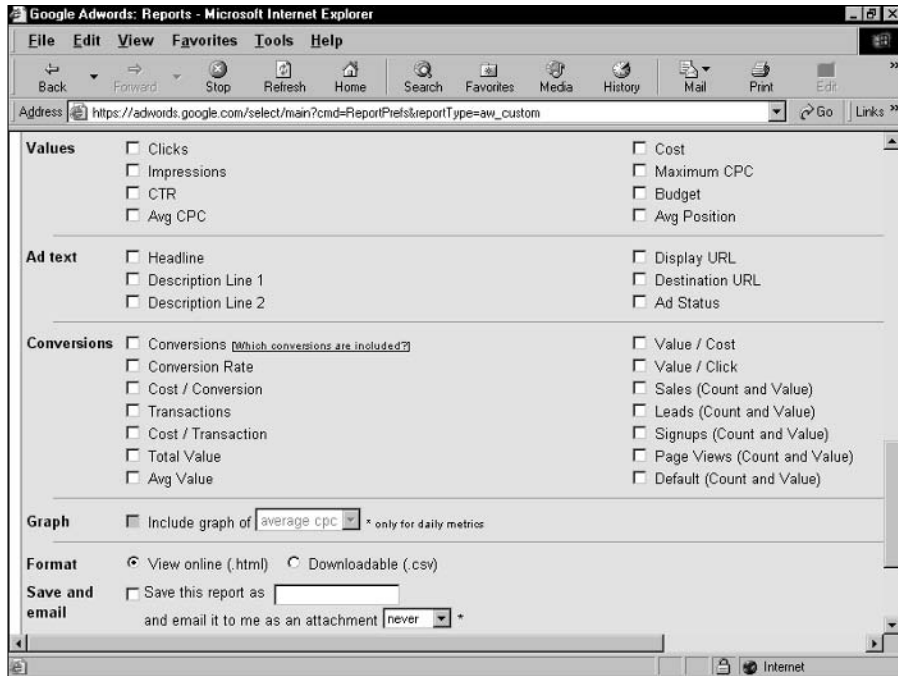 Google Adwords: Reports - Microsoft Internet Explorer
File Edit View Favorites Tools Help
Back Forward Stop Refresh Home Search Favorites Media History Mail Print Edit
Address https://adwords.google.com/select/main?cmd=ReportPrefs&reportType=aw_custom Go Links
Values Clicks Cost
Impressions Maximum CPC
CTR Budget
Avg CPC Avg Position
Ad text Headline Display URL
Description Line 1 Destination URL
Description Line 2 Ad Status
Conversions Conversions [Which conversions are included?] Value / Cost
Conversion Rate Value / Click
Cost / Conversion Sales (Count and Value)
Transactions Leads (Count and Value)
Cost / Transaction Signups (Count and Value)
Total Value Page Views (Count and Value)
Avg Value Default (Count and Value)
Graph Include graph of average cpc * only for daily metrics
Format View online (.html) Downloadable (.csv)
Save and Save this report as
email and email it to me as an attachment never *
Internet